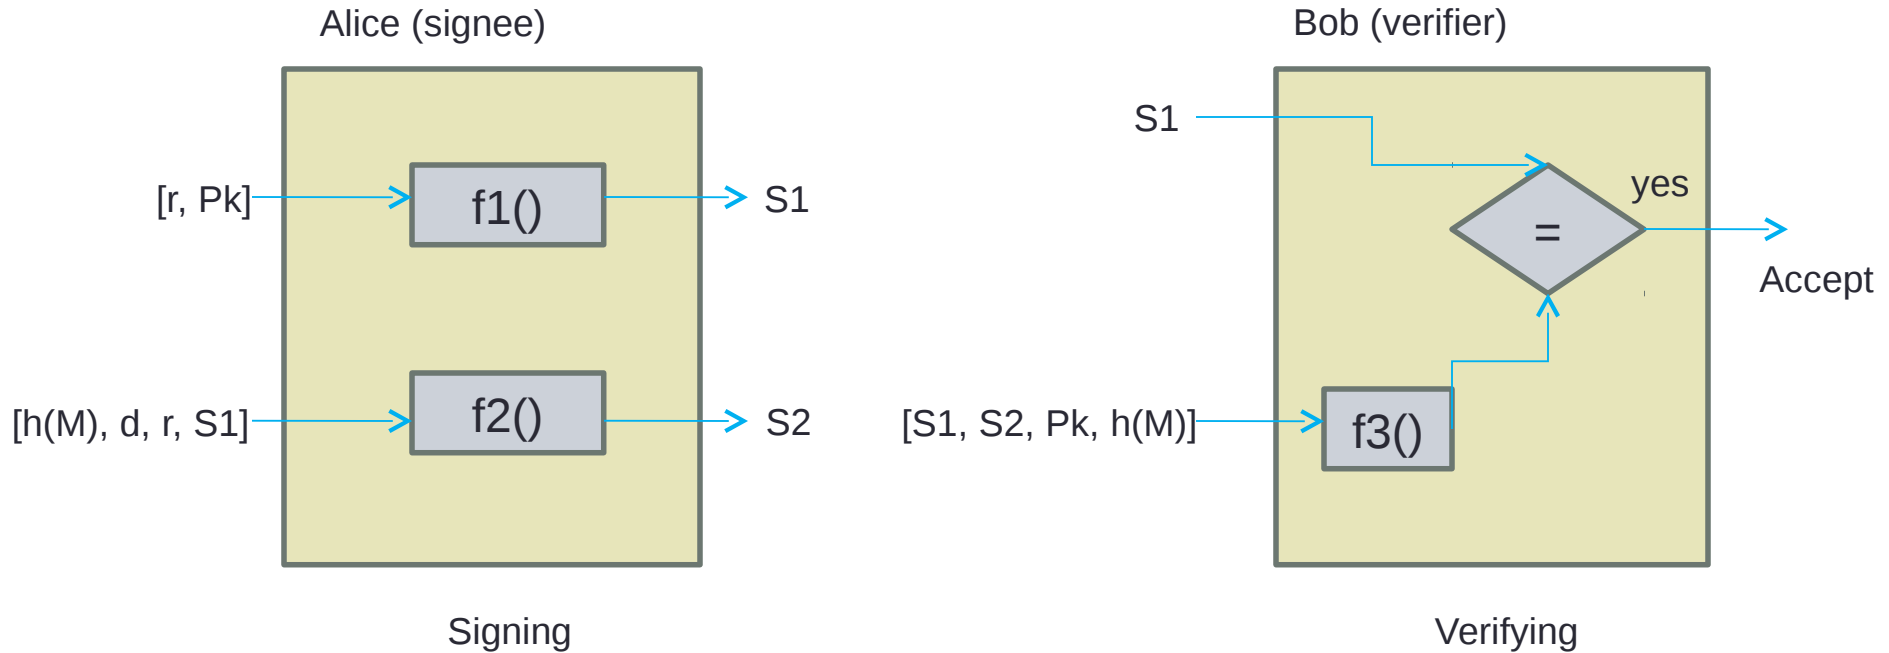 Alice (signee)
Bob (verifier)
[r, Pk]
f1()
S1
[h(M), d, r, S1]
f2()
S2
Signing
S1
yes
=
Accept
[S1, S2, Pk, h(M)]
f3()
Verifying